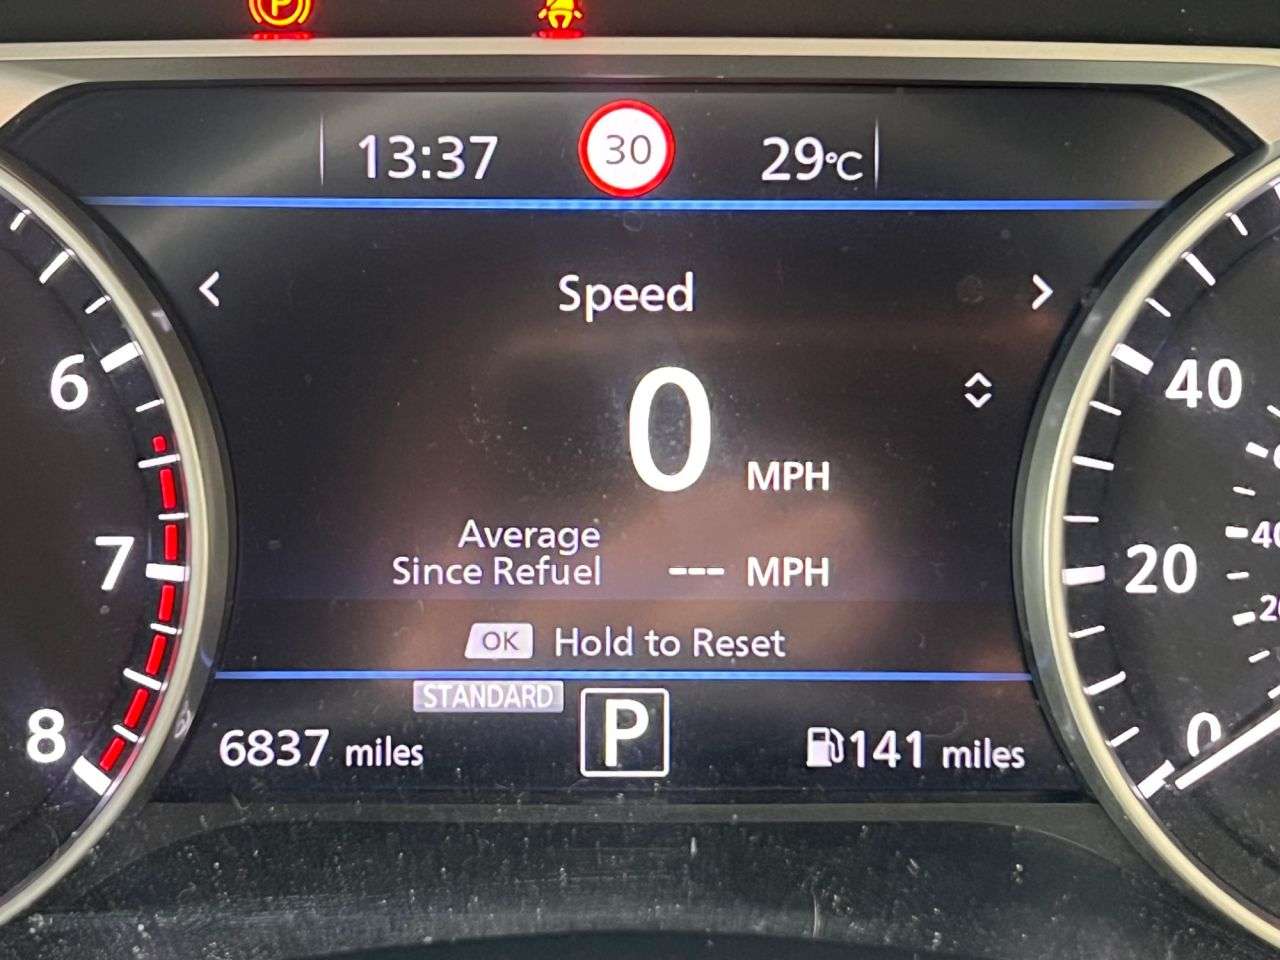 P
13:37
30
29°C
Speed
0 MPH
Average
Since Refuel --- MPH
OK Hold to Reset
STANDARD
6837 miles
P
141 miles
6
7
8
40
20
0
40